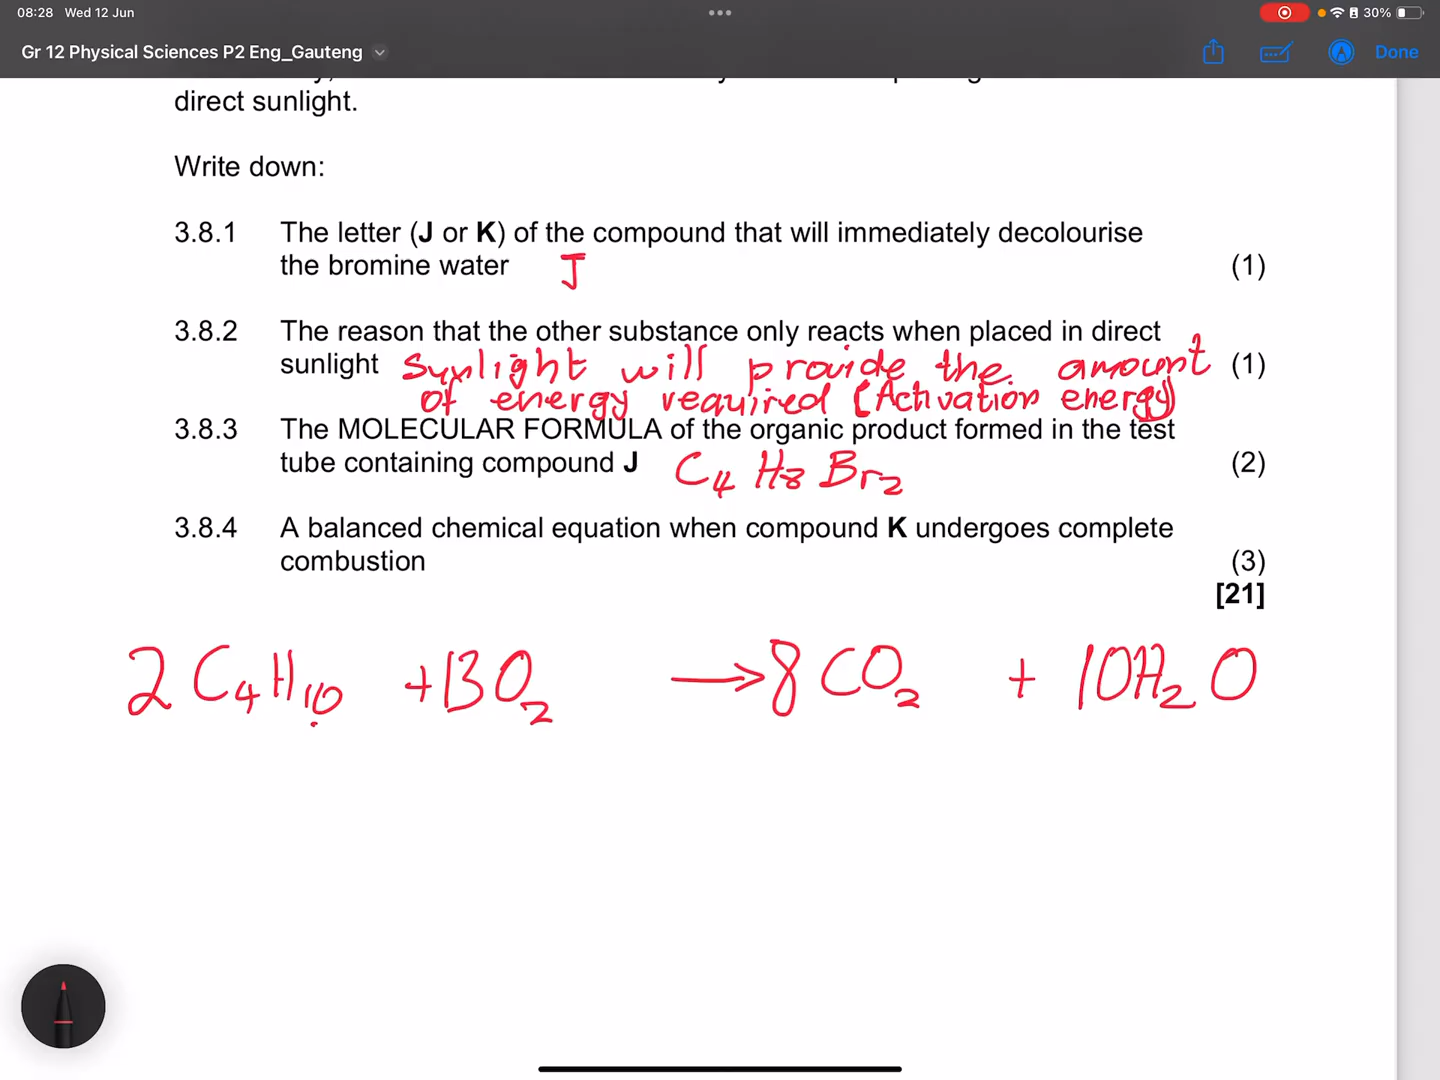 08:28 Wed 12 Jun
30%
Gr 12 Physical Sciences P2 Eng_Gauteng
Done
direct sunlight.
Write down:
3.8.1 The letter (J or K) of the compound that will immediately decolourise
the bromine water J (1)
3.8.2 The reason that the other substance only reacts when placed in direct
sunlight Sunlight will provide the amount (1)
of energy required (Activation energy)
3.8.3 The MOLECULAR FORMULA of the organic product formed in the test
tube containing compound J C4 H8 Br2 (2)
3.8.4 A balanced chemical equation when compound K undergoes complete
combustion (3)
[21]
2 C4H10 + 13O2 → 8CO2 + 10H2O